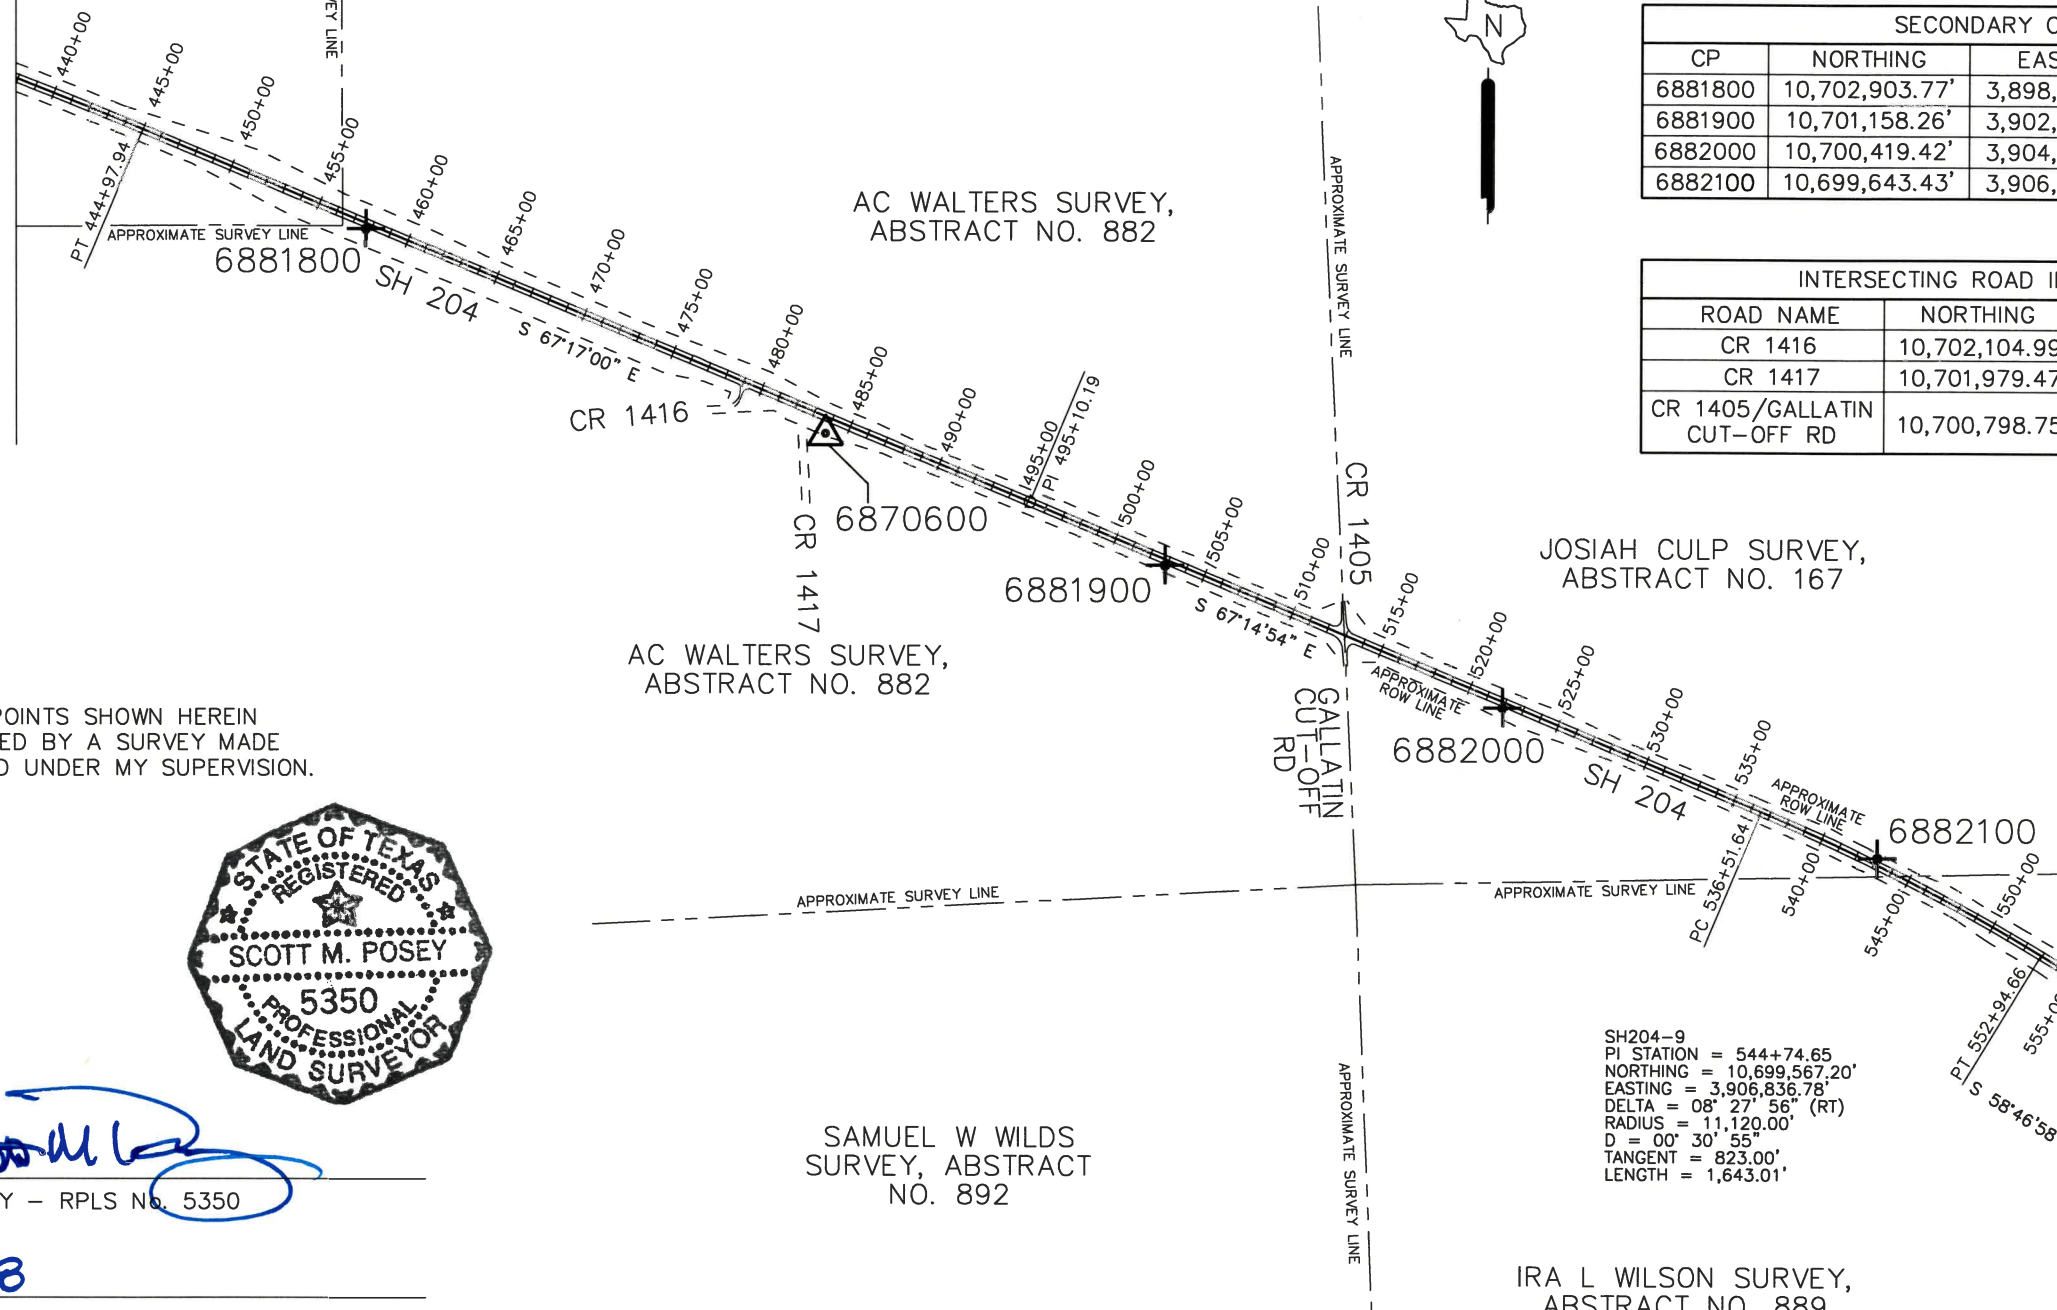 440+00
445+00
450+00
455+00
460+00
465+00
470+00
475+00
480+00
485+00
490+00
495+00
PI 495+10.19
500+00
505+00
510+00
515+00
520+00
525+00
530+00
535+00
540+00
545+00
550+00
PT 444+97.94
APPROXIMATE SURVEY LINE
LINE
6881800
SH 204
S 67°17'00" E
CR 1416
CR 1417
6870600
6881900
S 67°14'54" E
AC WALTERS SURVEY,
ABSTRACT NO. 882
APPROXIMATE SURVEY LINE
CR 1405
N
SECONDARY
CP NORTHING
6881800 10,702,903.77' 3,898,
6881900 10,701,158.26' 3,902,
6882000 10,700,419.42' 3,904,
6882100 10,699,643.43' 3,906,
INTERSECTING ROAD
ROAD NAME NORTHING
CR 1416 10,702,104.99
CR 1417 10,701,979.47
CR 1405/GALLATIN
CUT-OFF RD
10,700,798.75
JOSIAH CULP SURVEY,
ABSTRACT NO. 167
AC WALTERS SURVEY,
ABSTRACT NO. 882
GALLATIN
CUT-OFF
RD
APPROXIMATE
ROW LINE
6882000
SH 204
APPROXIMATE
ROW LINE
6882100
PC 536+51.64
PT 552+94.66
S 58°46'58
APPROXIMATE SURVEY LINE
APPROXIMATE SURVEY LINE
APPROXIMATE SURVEY LINE
POINTS SHOWN HEREIN
BY A SURVEY MADE
UNDER MY SUPERVISION.
STATE OF TEXAS
REGISTERED
SCOTT M. POSEY
5350
PROFESSIONAL
LAND SURVEYOR
Y – RPLS No. 5350
8
SAMUEL W WILDS
SURVEY, ABSTRACT
NO. 892
SH204-9
PI STATION = 544+74.65
NORTHING = 10,699,567.20'
EASTING = 3,906,836.78'
DELTA = 08° 27' 56" (RT)
RADIUS = 11,120.00'
D = 00° 30' 55"
TANGENT = 823.00'
LENGTH = 1,643.01'
IRA L WILSON SURVEY,
ABSTRACT NO. 889